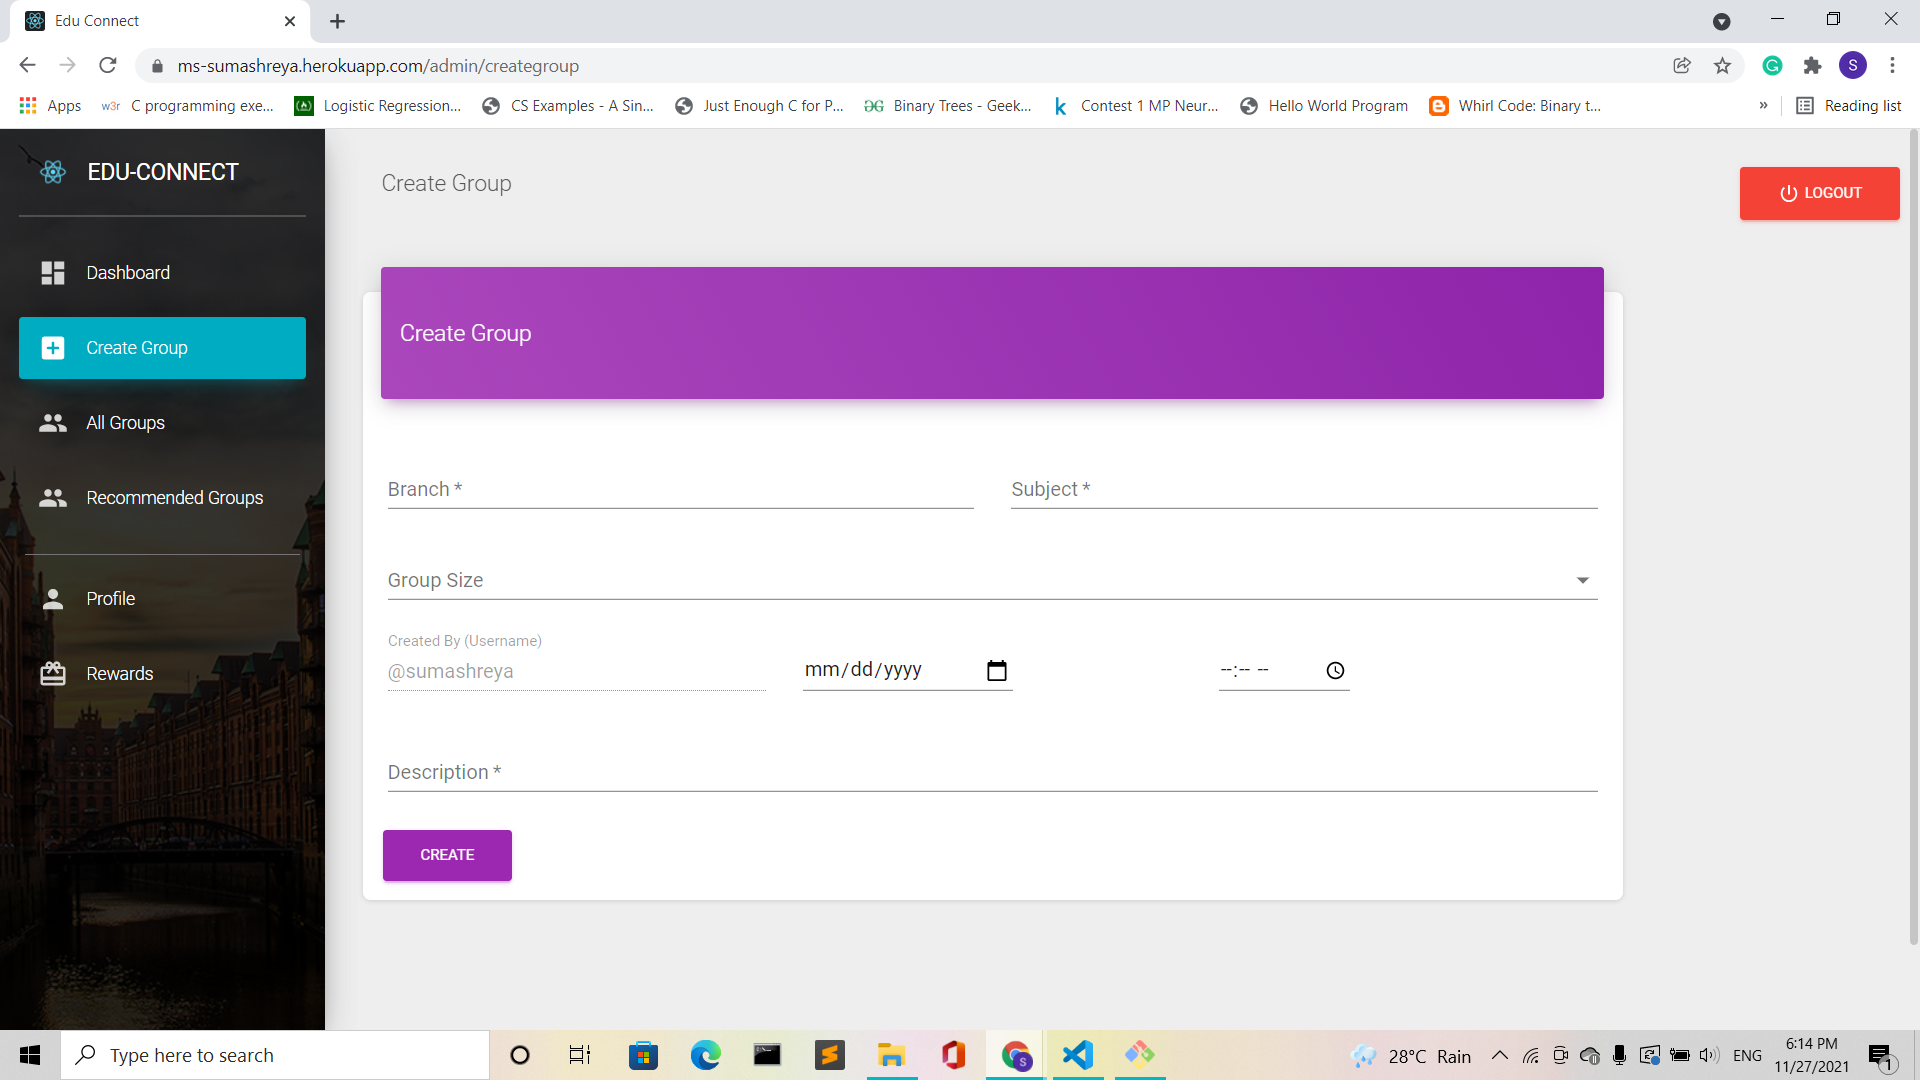 Edu Connect
ms-sumashreya.herokuapp.com/admin/creategroup
S
Apps
w3r C programming exe...
Logistic Regression...
CS Examples - A Sin...
Just Enough C for P...
Binary Trees - Geek...
k Contest 1 MP Neur...
Hello World Program
Whirl Code: Binary t...
»
Reading list
EDU-CONNECT
Dashboard
Create Group
All Groups
Recommended Groups
Profile
Rewards
Create Group
LOGOUT
Create Group
Branch *
Subject *
Group Size
Created By (Username)
@sumashreya
mm/dd/yyyy
--:-- --
Description *
CREATE
Type here to search
S
28°C Rain
ENG
6:14 PM
11/27/2021
1